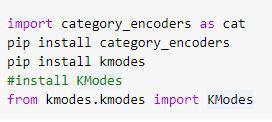 import category_encoders as cat
pip install category_encoders
pip install kmodes
#install KModes
from kmodes.kmodes import KModes